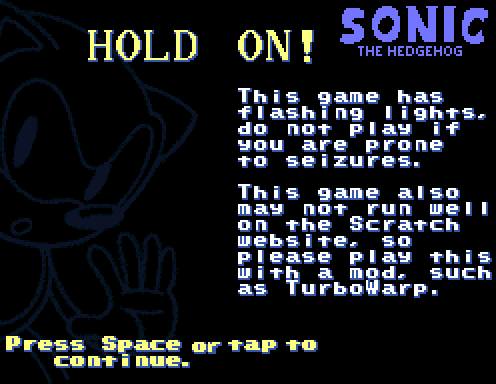 HOLD ON!
SONIC
THE HEDGEHOG
This game has
flashing lights,
do not play if
you are prone
to seizures.
This game also
may not run well
on the Scratch
website, so
please play this
with a mod, such
as TurboWarp.
Press Space or tap to
continue.